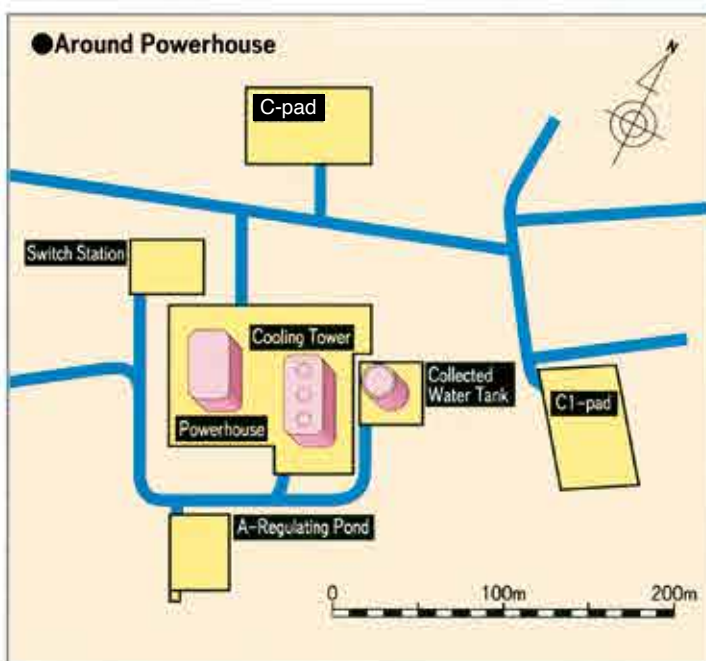 ●Around Powerhouse
N
C-pad
Switch Station
Cooling Tower
Powerhouse
Collected
Water Tank
C1-pad
A-Regulating Pond
0 100m 200m